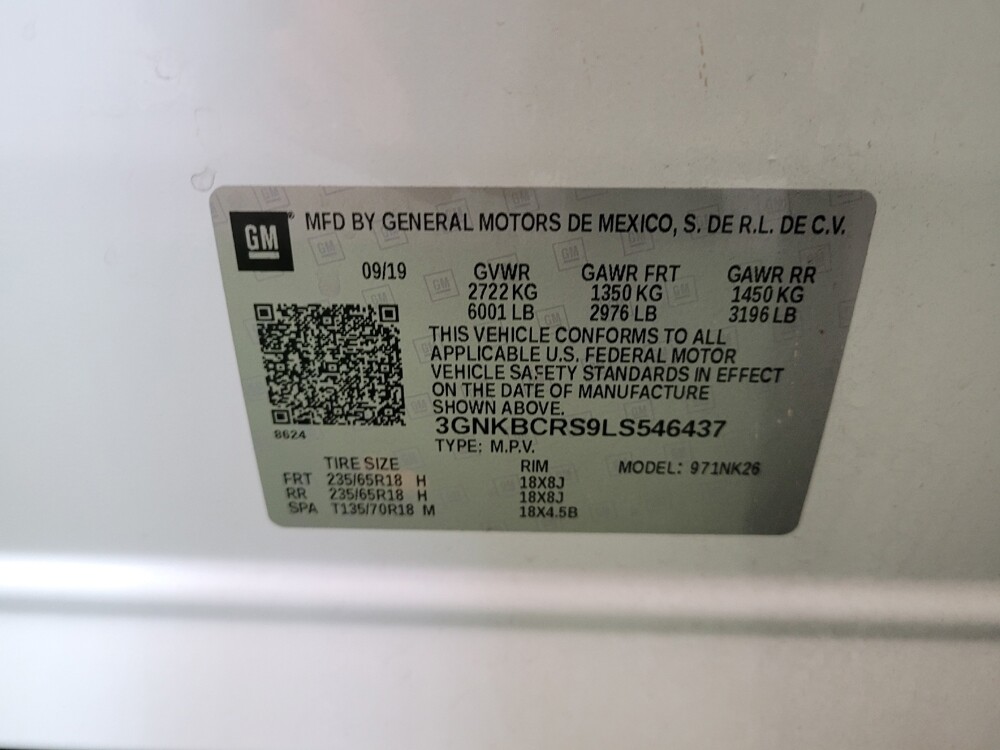 GM® MFD BY GENERAL MOTORS DE MEXICO, S. DE R.L. DE C.V.
09/19 GVWR GAWR FRT GAWR RR
2722 KG 1350 KG 1450 KG
6001 LB 2976 LB 3196 LB
THIS VEHICLE CONFORMS TO ALL
APPLICABLE U.S. FEDERAL MOTOR
VEHICLE SAFETY STANDARDS IN EFFECT
ON THE DATE OF MANUFACTURE
SHOWN ABOVE.
3GNKBCRS9LS546437
8624
TYPE: M.P.V.
TIRE SIZE RIM MODEL: 971NK26
FRT 235/65R18 H 18X8J
RR 235/65R18 H 18X8J
SPA T135/70R18 M 18X4.5B